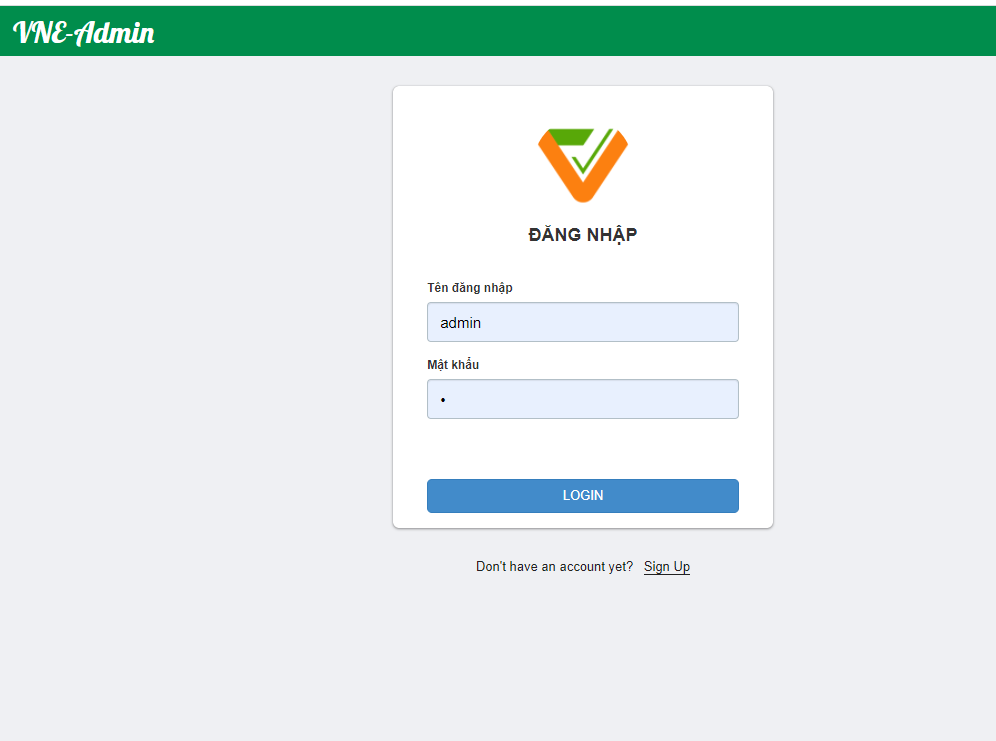 VNE-Admin
ĐĂNG NHẬP
Tên đăng nhập
admin
Mật khẩu
•
LOGIN
Don't have an account yet? Sign Up